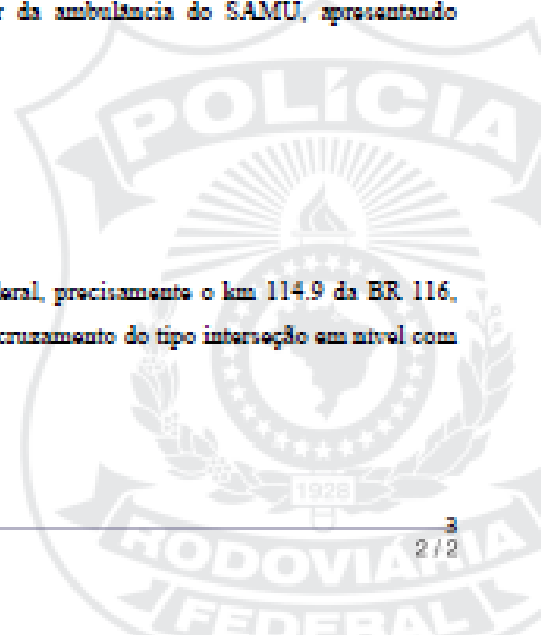 da ambulância do SAMU, apresentando
POLÍCIA
eral, precisamente o km 114.9 da BR 116,
cruzamento do tipo interseção em nível com
1928
3
2 / 2
RODOVIÁRIA
FEDERAL